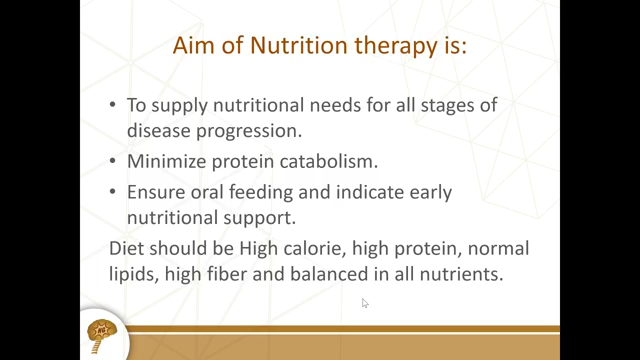 Aim of Nutrition therapy is:
• To supply nutritional needs for all stages of
disease progression.
• Minimize protein catabolism.
• Ensure oral feeding and indicate early
nutritional support.
Diet should be High calorie, high protein, normal
lipids, high fiber and balanced in all nutrients.